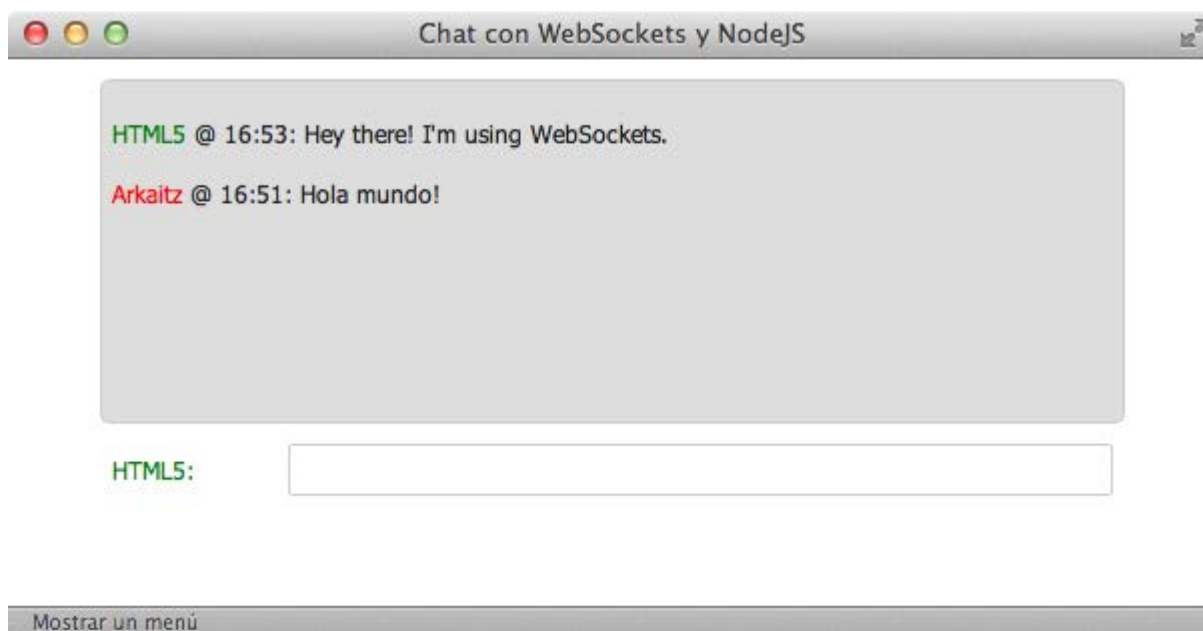 Chat con WebSockets y NodeJS
HTML5 @ 16:53: Hey there! I'm using WebSockets.
Arkaitz @ 16:51: Hola mundo!
HTML5:
Mostrar un menú